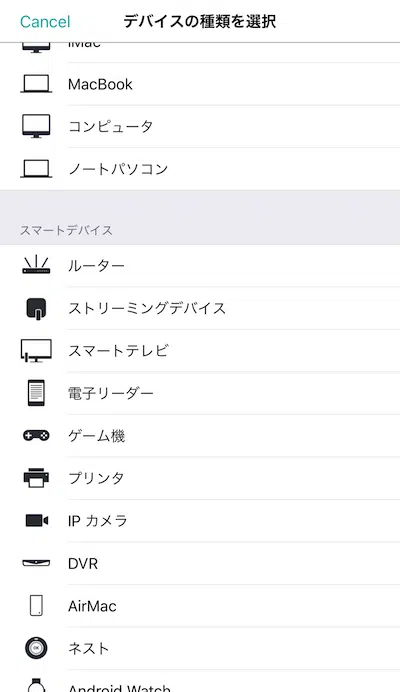 Cancel デバイスの種類を選択
iMac
MacBook
コンピュータ
ノートパソコン
スマートデバイス
ルーター
ストリーミングデバイス
スマートテレビ
電子リーダー
ゲーム機
プリンタ
IP カメラ
DVR
AirMac
ネスト
Android Watch